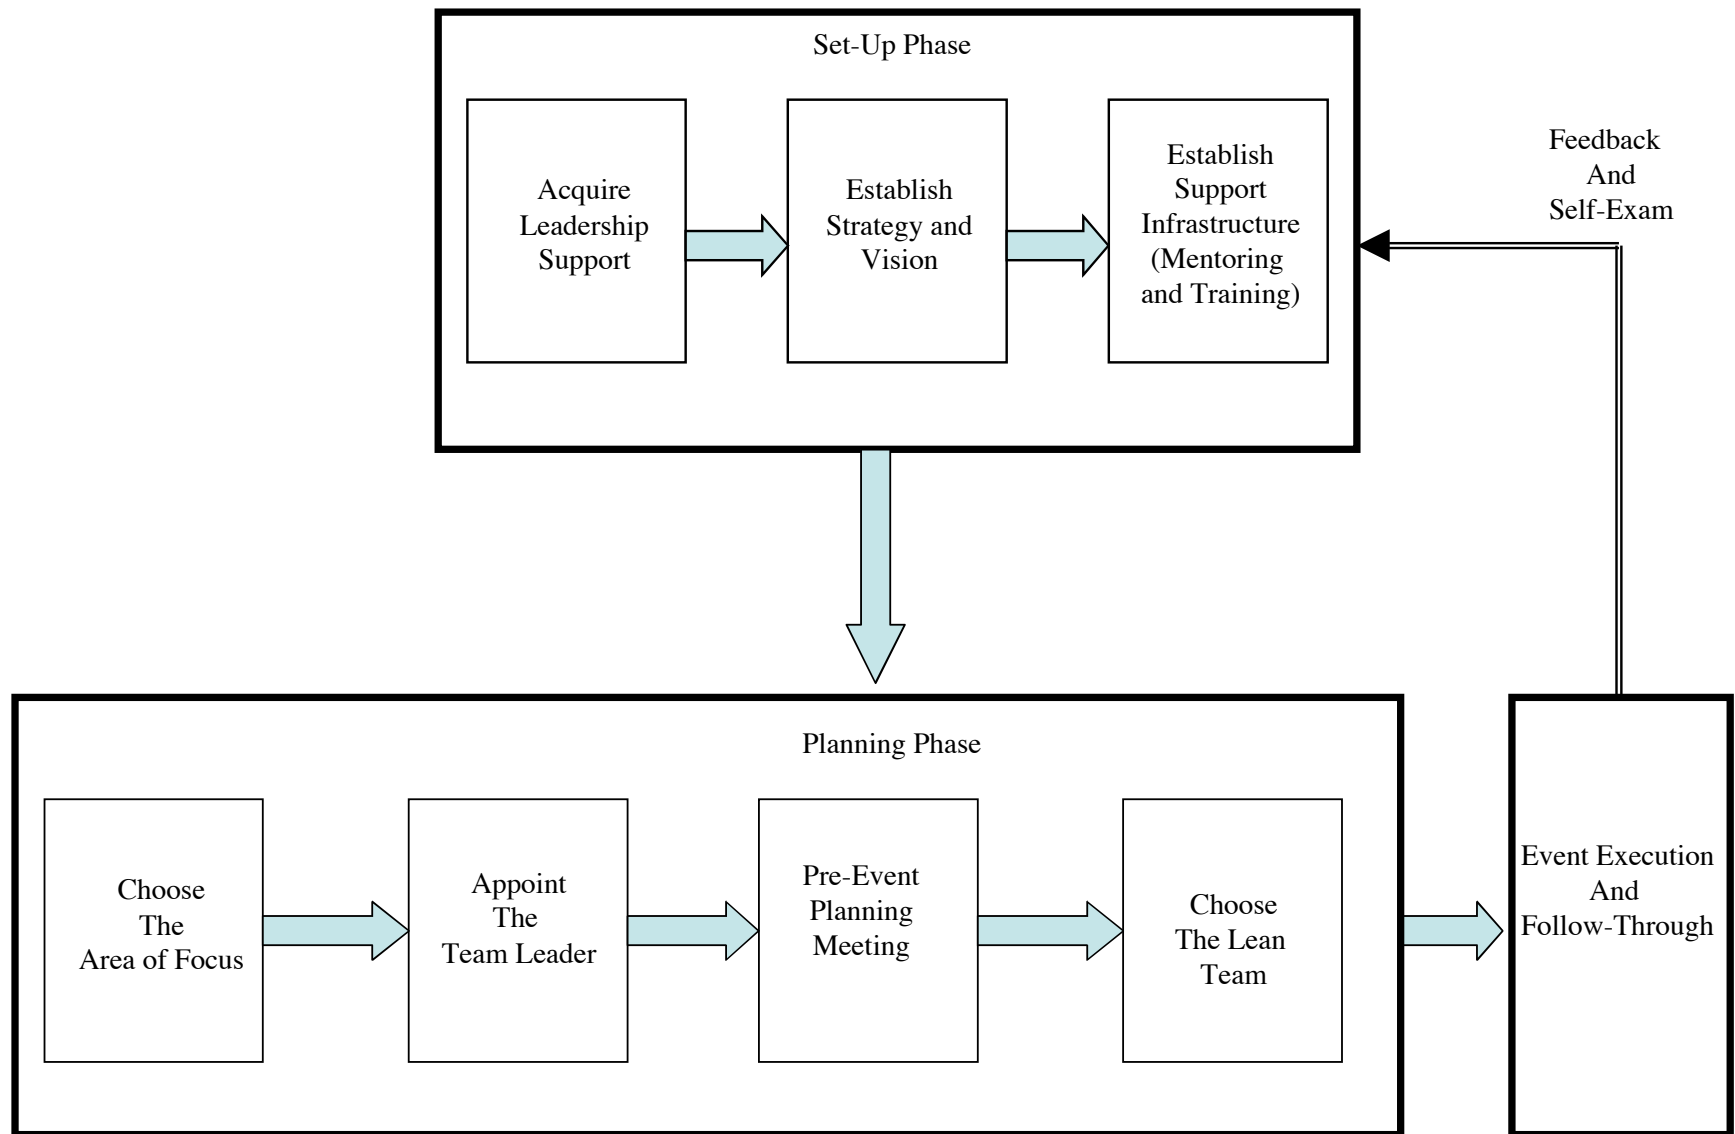 Set-Up Phase
Acquire
Leadership
Support
Establish
Strategy and
Vision
Establish
Support
Infrastructure
(Mentoring
and Training)
Feedback
And
Self-Exam
Planning Phase
Choose
The
Area of Focus
Appoint
The
Team Leader
Pre-Event
Planning
Meeting
Choose
The Lean
Team
Event Execution
And
Follow-Through